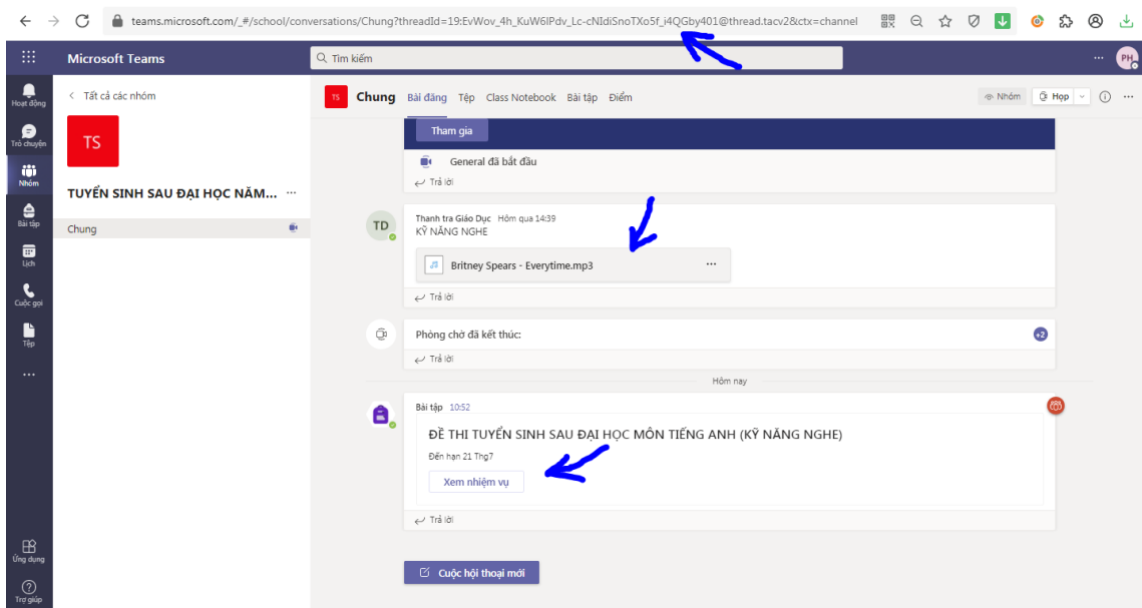 teams.microsoft.com/_#/school/conversations/Chung?threadId=19:EvWov_4h_KuW6lPdv_Lc-cNIdiSnoTXo5f_j4QGby401@thread.tacv2&ctx=channel
Microsoft Teams
Tìm kiếm
PH
Hoạt động
Trò chuyện
Nhóm
Bài tập
Lịch
Cuộc gọi
Tệp
Ứng dụng
Trợ giúp
Tất cả các nhóm
TS
TUYỂN SINH SAU ĐẠI HỌC NĂM...
Chung
TS Chung Bài đăng Tệp Class Notebook Bài tập Điểm
Nhóm Họp
Tham gia
General đã bắt đầu
Trả lời
TD
Thanh tra Giáo Dục Hôm qua 14:39
KỸ NĂNG NGHE
Britney Spears - Everytime.mp3
Trả lời
Phòng chờ đã kết thúc:
+2
Trả lời
Hôm nay
Bài tập 10:52
ĐỀ THI TUYỂN SINH SAU ĐẠI HỌC MÔN TIẾNG ANH (KỸ NĂNG NGHE)
Đến hạn 21 Thg7
Xem nhiệm vụ
Trả lời
Cuộc hội thoại mới